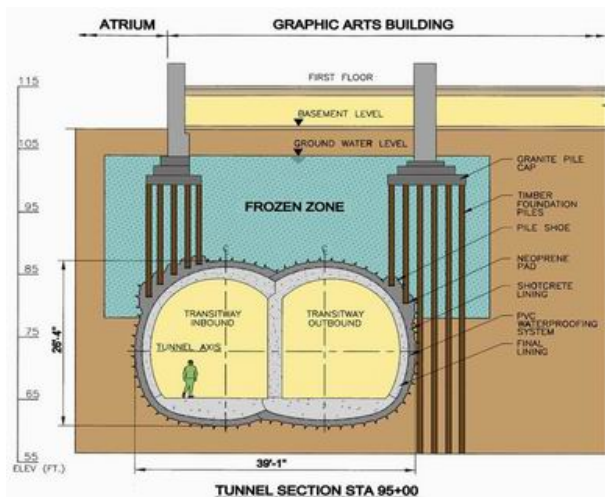 ATRIUM
GRAPHIC ARTS BUILDING
115
FIRST FLOOR
BASEMENT LEVEL
105
GROUND WATER LEVEL
GRANITE PILE
CAP
TIMBER
FOUNDATION
PILES
95
FROZEN ZONE
PILE SHOE
85
NEOPRENE
PAD
SHOTCRETE
LINING
TRANSITWAY
INBOUND
TRANSITWAY
OUTBOUND
PVC
WATERPROOFING
SYSTEM
75
26'-4"
TUNNEL AXIS
FINAL
LINING
65
55
ELEV (FT.)
39'-1"
TUNNEL SECTION STA 95+00